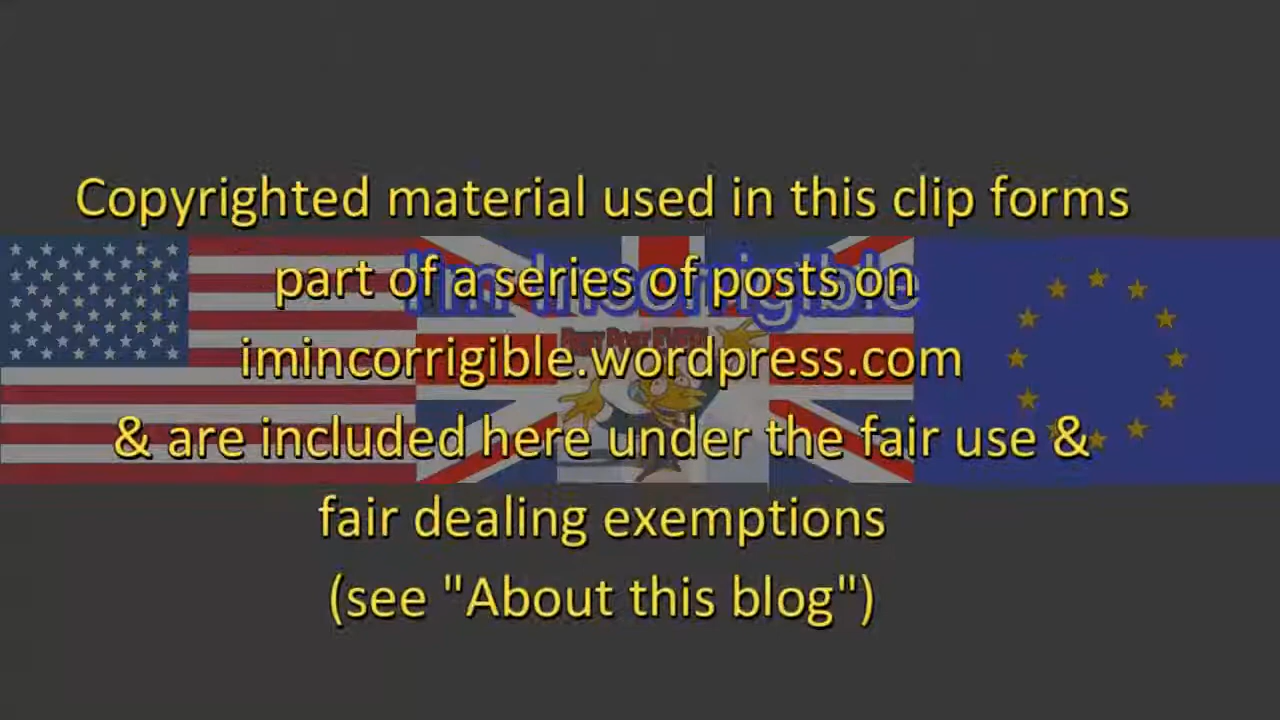 Copyrighted material used in this clip forms
part of a series of posts on
I'm Incorrigible
imincorrigible.wordpress.com
& are included here under the fair use &
fair dealing exemptions
(see "About this blog")